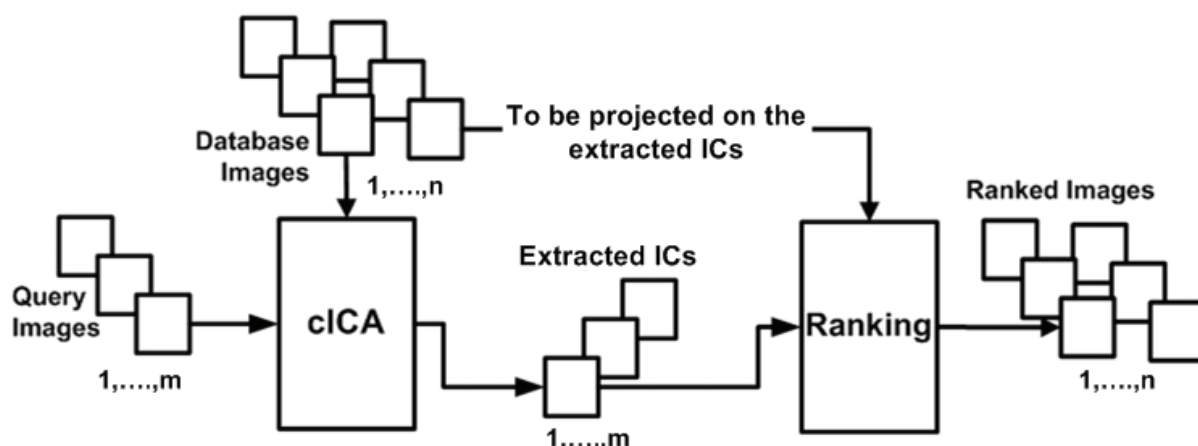 Database
Images
1,....,n
To be projected on the
extracted ICs
Query
Images
1,....,m
cICA
Extracted ICs
1,....,m
Ranking
Ranked Images
1,....,n